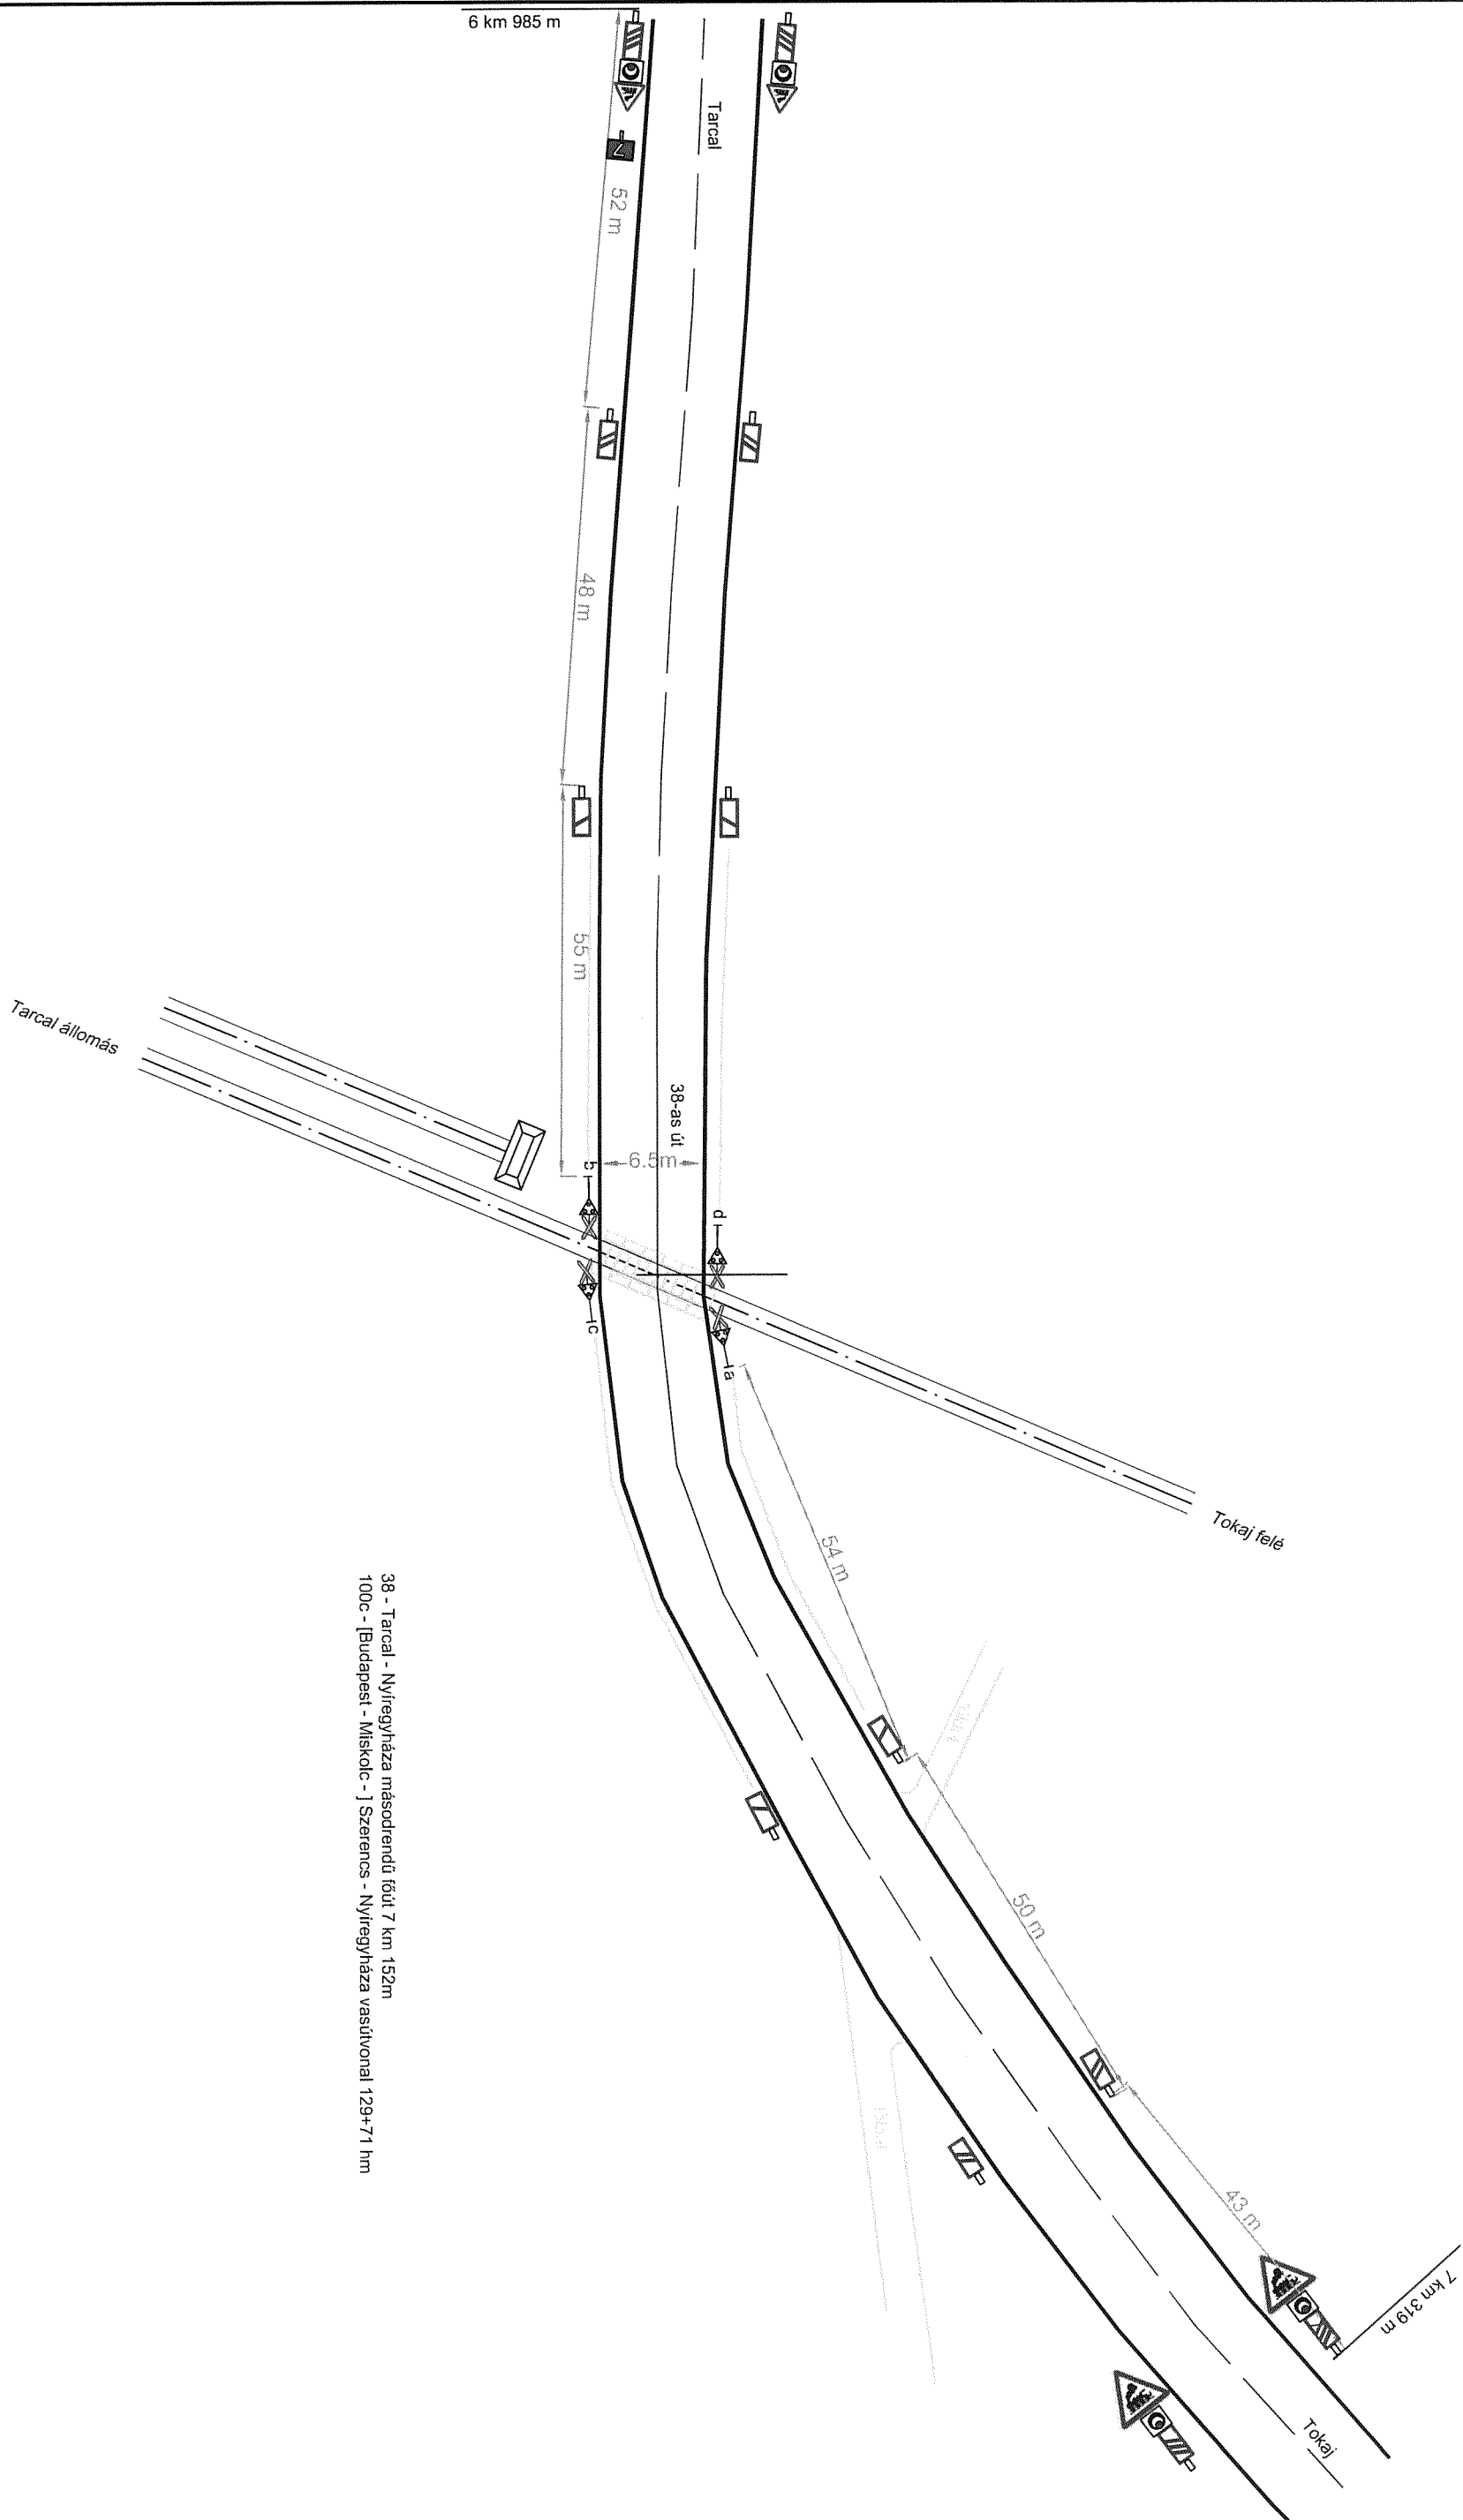 6 km 985 m
Tarcal
52 m
48 m
55 m
Tarcal állomás
38-as út
6.5m
b
d
c
a
Tokaj felé
54 m
50 m
43 m
7 km 319 m
Tokaj
38 - Tarcal - Nyíregyháza másodrendű főút 7 km 152m
100c - [Budapest - Miskolc - ] Szerencs - Nyíregyháza vasútvonal 129+71 hm